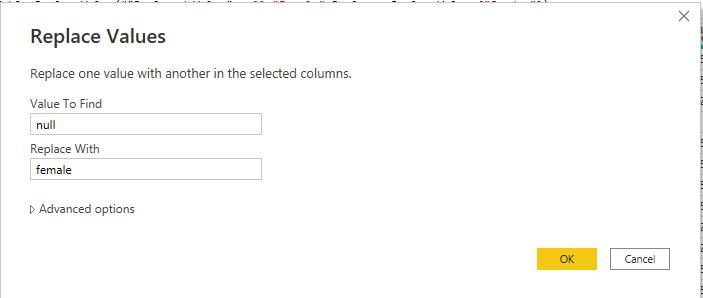 Replace Values
Replace one value with another in the selected columns.
Value To Find
null
Replace With
female
Advanced options
OK
Cancel